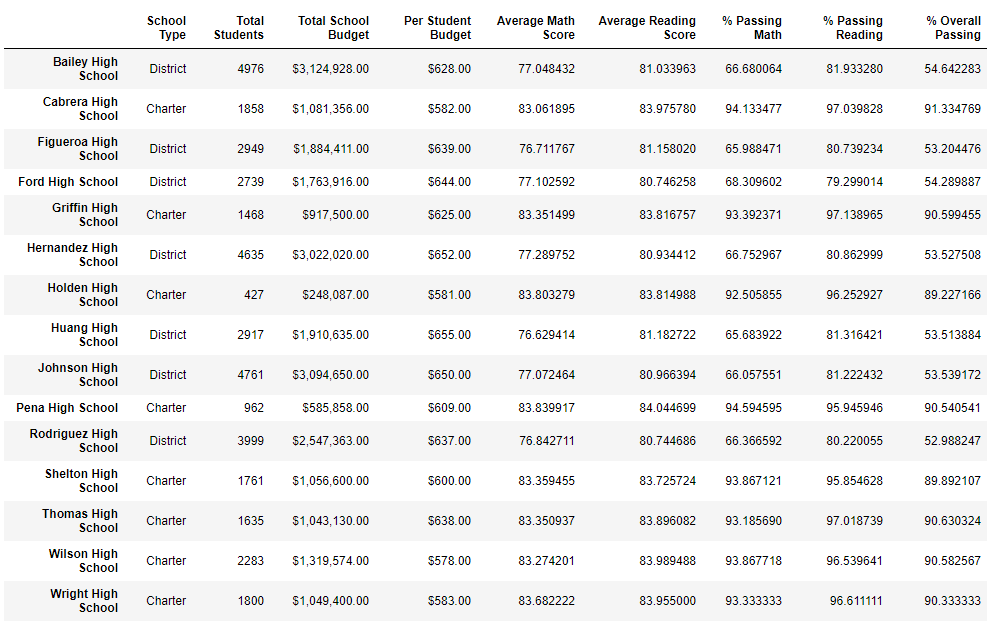 School Type Total Students Total School Budget Per Student Budget Average Math Score Average Reading Score % Passing Math % Passing Reading % Overall Passing
Bailey High School District 4976 $3,124,928.00 $628.00 77.048432 81.033963 66.680064 81.933280 54.642283
Cabrera High School Charter 1858 $1,081,356.00 $582.00 83.061895 83.975780 94.133477 97.039828 91.334769
Figueroa High School District 2949 $1,884,411.00 $639.00 76.711767 81.158020 65.988471 80.739234 53.204476
Ford High School District 2739 $1,763,916.00 $644.00 77.102592 80.746258 68.309602 79.299014 54.289887
Griffin High School Charter 1468 $917,500.00 $625.00 83.351499 83.816757 93.392371 97.138965 90.599455
Hernandez High School District 4635 $3,022,020.00 $652.00 77.289752 80.934412 66.752967 80.862999 53.527508
Holden High School Charter 427 $248,087.00 $581.00 83.803279 83.814988 92.505855 96.252927 89.227166
Huang High School District 2917 $1,910,635.00 $655.00 76.629414 81.182722 65.683922 81.316421 53.513884
Johnson High School District 4761 $3,094,650.00 $650.00 77.072464 80.966394 66.057551 81.222432 53.539172
Pena High School Charter 962 $585,858.00 $609.00 83.839917 84.044699 94.594595 95.945946 90.540541
Rodriguez High School District 3999 $2,547,363.00 $637.00 76.842711 80.744686 66.366592 80.220055 52.988247
Shelton High School Charter 1761 $1,056,600.00 $600.00 83.359455 83.725724 93.867121 95.854628 89.892107
Thomas High School Charter 1635 $1,043,130.00 $638.00 83.350937 83.896082 93.185690 97.018739 90.630324
Wilson High School Charter 2283 $1,319,574.00 $578.00 83.274201 83.989488 93.867718 96.539641 90.582567
Wright High School Charter 1800 $1,049,400.00 $583.00 83.682222 83.955000 93.333333 96.611111 90.333333